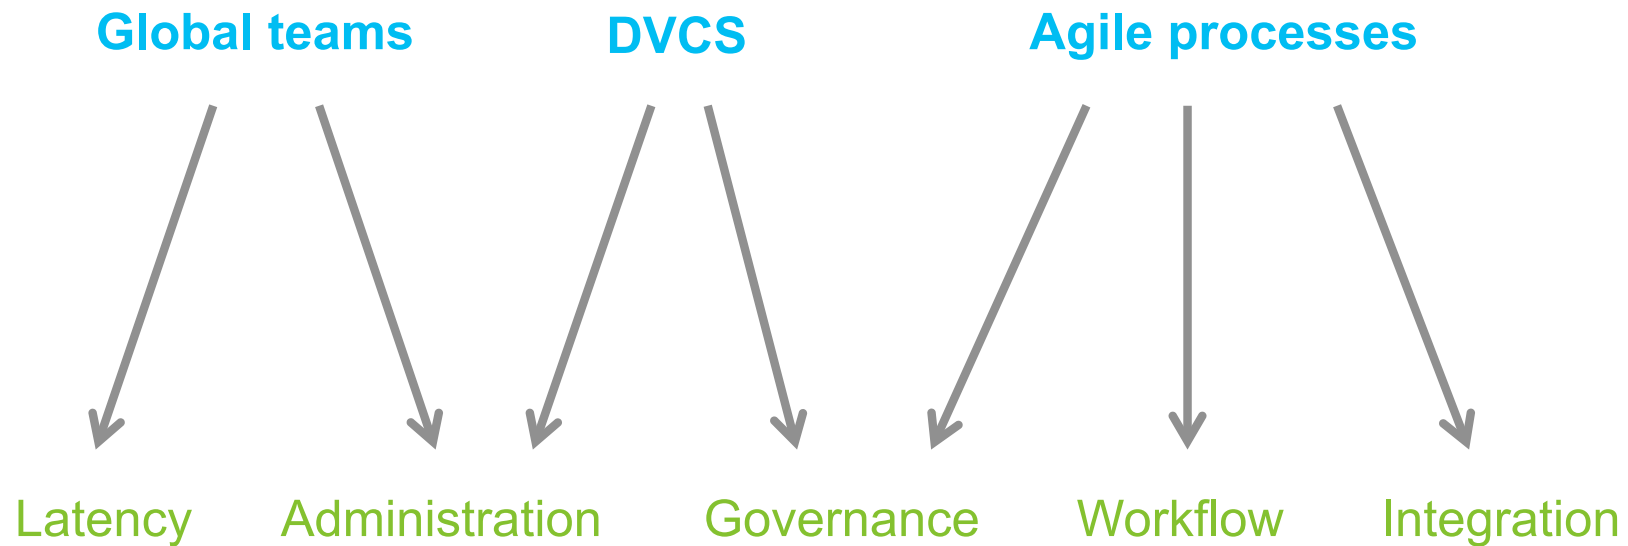 Global teams
DVCS
Agile processes
Latency
Administration
Governance
Workflow
Integration